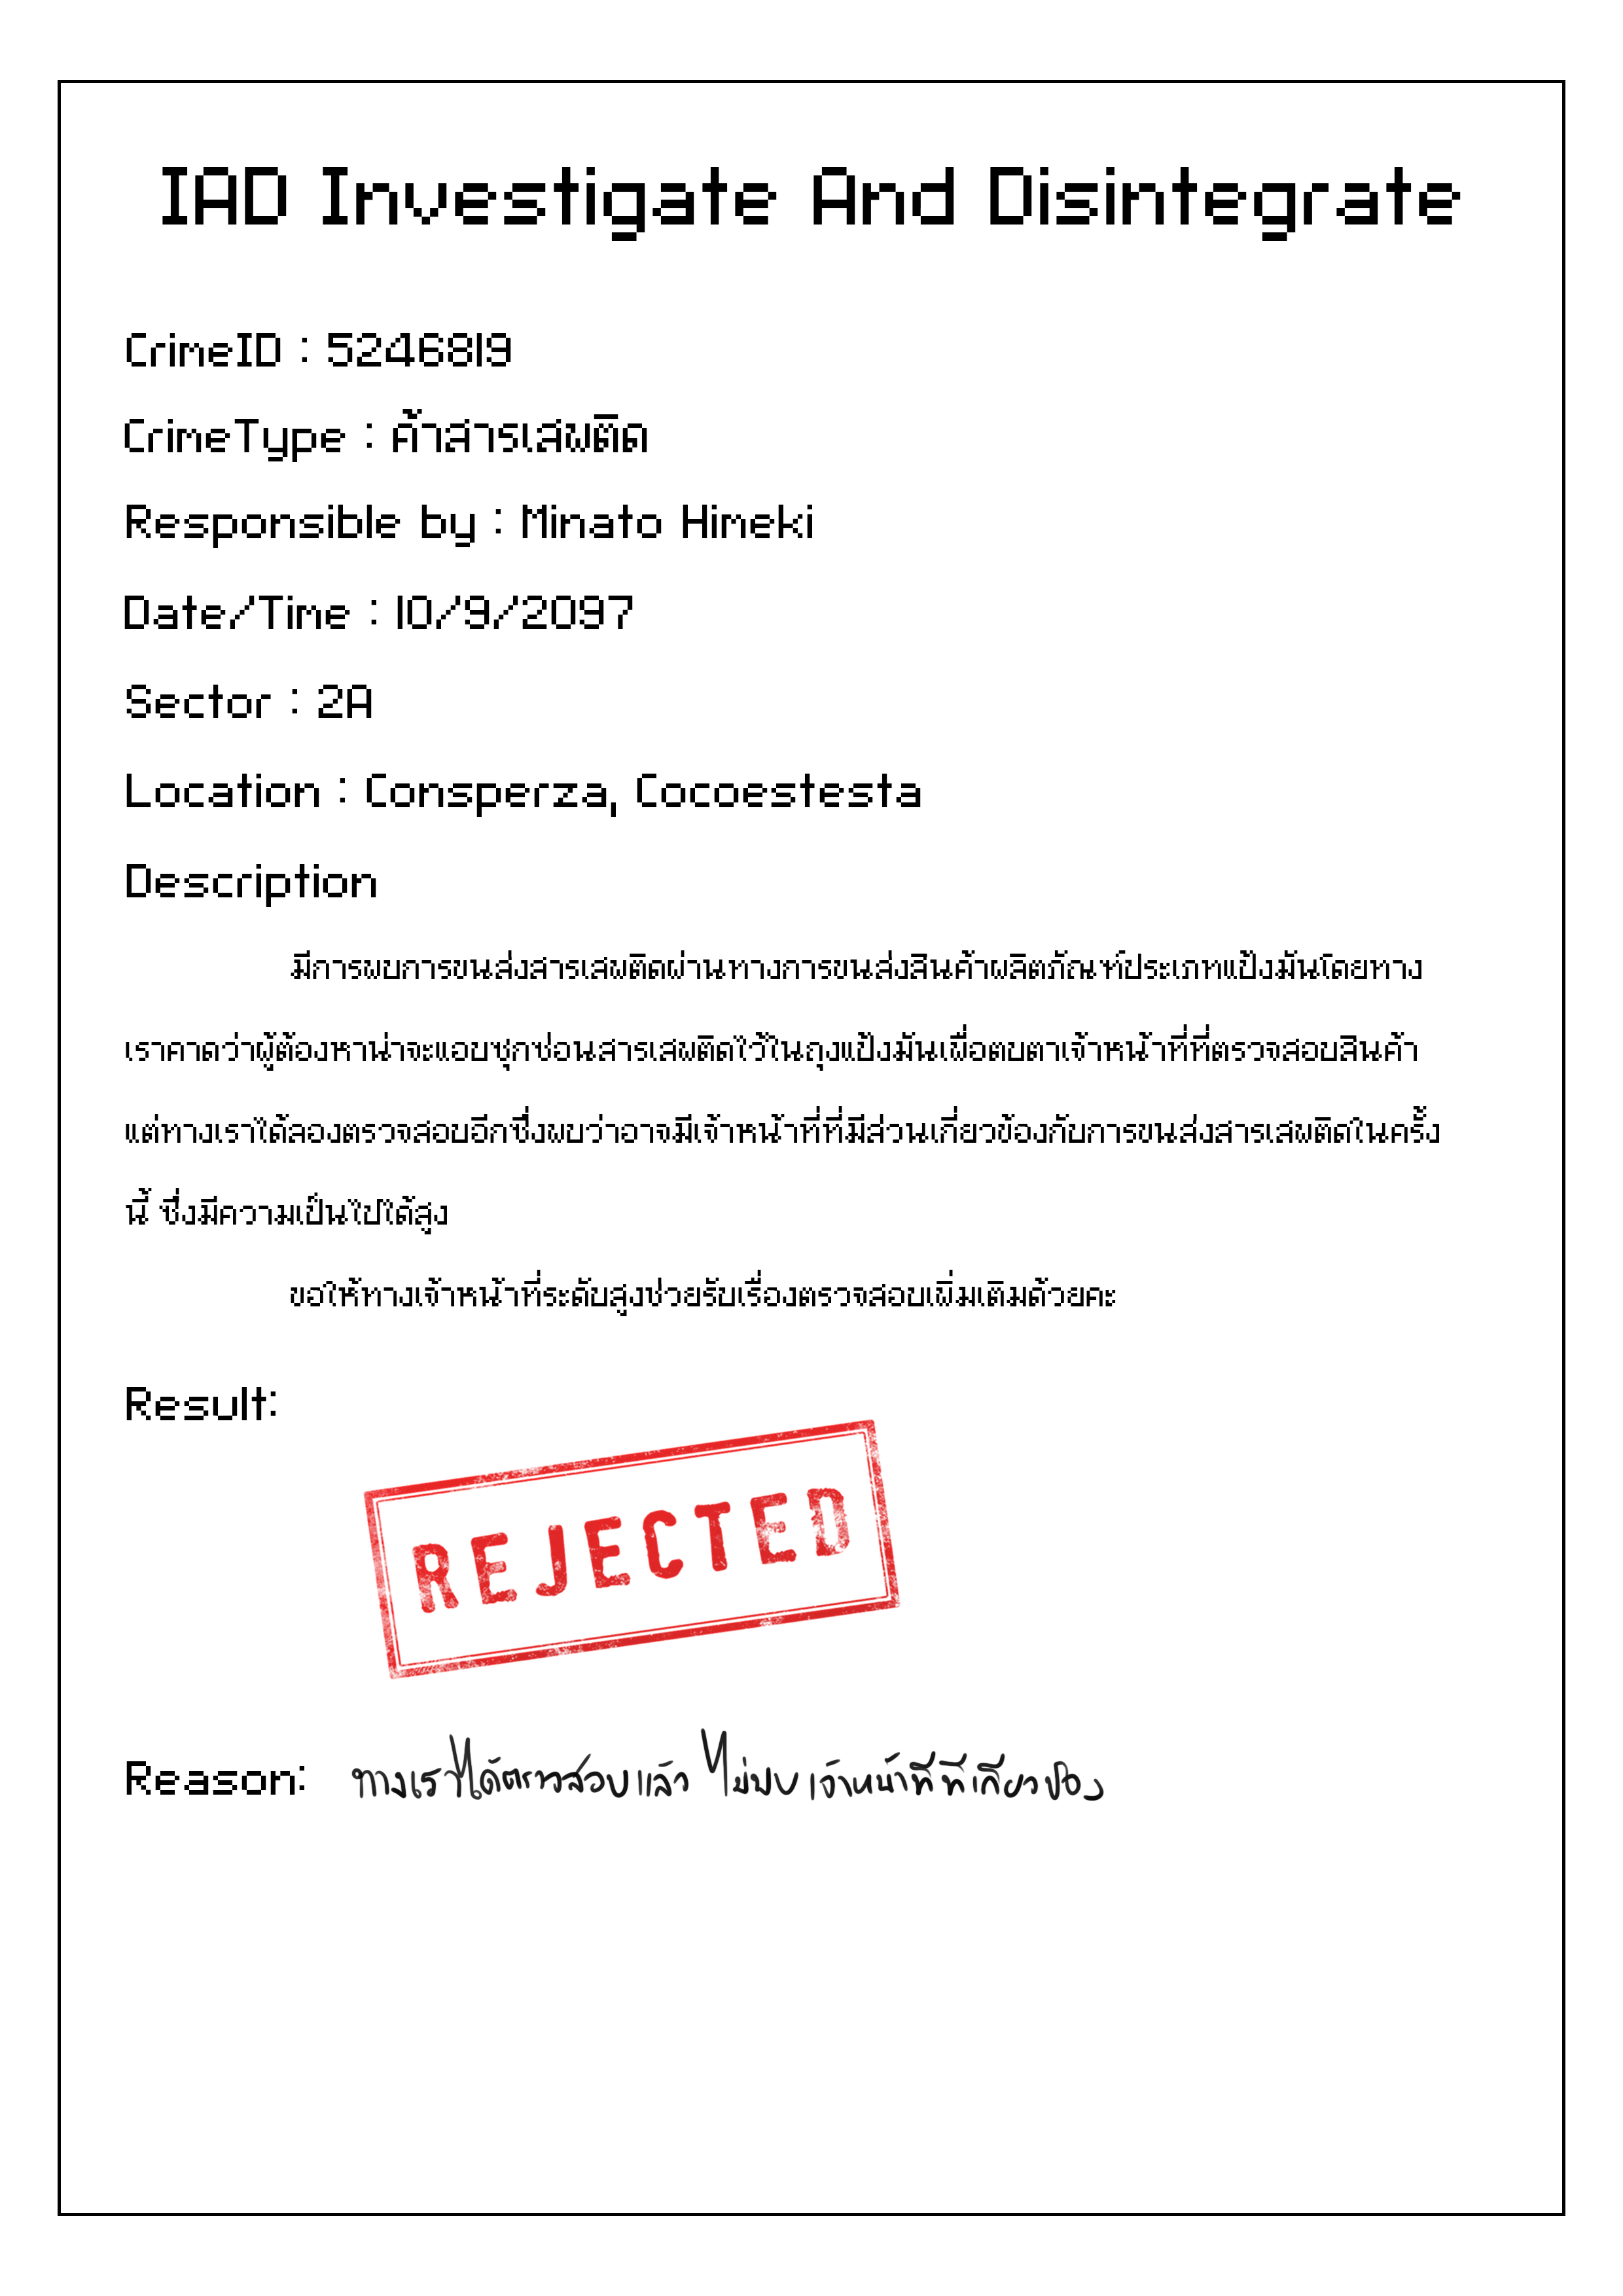 IAD Investigate And Disintegrate
CrimeID : 5246819
CrimeType : ค้าสารเสพติด
Responsible by : Minato Himeki
Date/Time : 10/9/2097
Sector : 2A
Location : Consperza, Cocoestesta
Description
มีการพบการขนส่งสารเสพติดผ่านทางการขนส่งสินค้าผลิตภัณฑ์ประเภทแป้งมันโดยทาง
เราคาดว่าผู้ต้องหาน่าจะแอบซุกซ่อนสารเสพติดไว้ในถุงแป้งมันเพื่อตบตาเจ้าหน้าที่ที่ตรวจสอบสินค้า
แต่ทางเราได้ลองตรวจสอบอีกซึ่งพบว่าอาจมีเจ้าหน้าที่ที่มีส่วนเกี่ยวข้องกับการขนส่งสารเสพติดในครั้ง
นี้ ซึ่งมีความเป็นไปได้สูง
ขอให้ทางเจ้าหน้าที่ระดับสูงช่วยรับเรื่องตรวจสอบเพิ่มเติมด้วยคะ
Result:
REJECTED
Reason: ทางเราได้ตรวจสอบแล้ว ไม่พบเจ้าหน้าที่ที่เกี่ยวข้อง